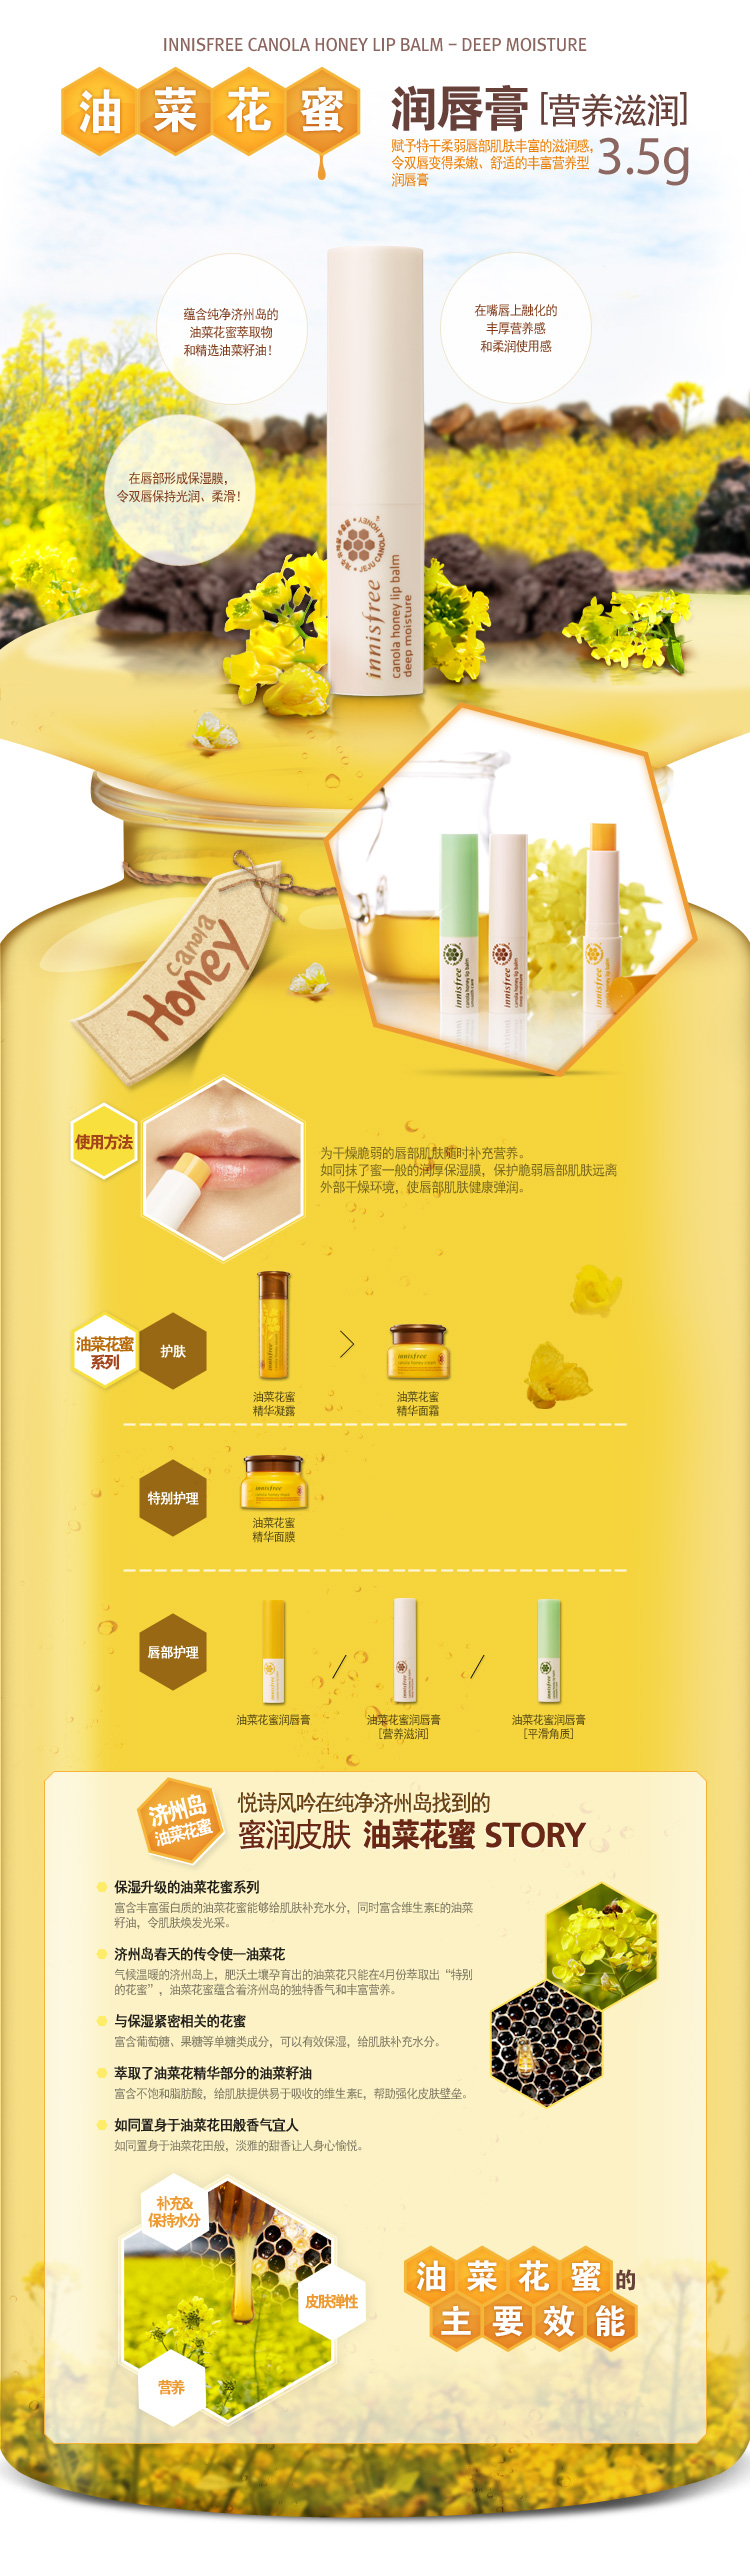 INNISFREE CANOLA HONEY LIP BALM – DEEP MOISTURE
油菜花蜜
润唇膏 [营养滋润]
赋予特干柔弱唇部肌肤丰富的滋润感,
令双唇变得柔嫩、舒适的丰富营养型
润唇膏
3.5g
蕴含纯净济州岛的
油菜花蜜萃取物
和精选油菜籽油!
在嘴唇上融化的
丰厚营养感
和柔润使用感
在唇部形成保湿膜,
令双唇保持光润、柔滑!
JEJU CANOLA HONEY
innisfree
canola honey lip balm
deep moisture
innisfree
canola honey lip balm
innisfree
canola honey lip balm
deep moisture
innisfree
canola honey lip balm
Canola
Honey
使用方法
为干燥脆弱的唇部肌肤随时补充营养。
如同抹了蜜一般的润厚保湿膜, 保护脆弱唇部肌肤远离
外部干燥环境, 使唇部肌肤健康弹润。
油菜花蜜
系列
护肤
innisfree
油菜花蜜
精华凝露
油菜花蜜
精华面霜
特别护理
innisfree
油菜花蜜
精华面膜
唇部护理
油菜花蜜润唇膏
油菜花蜜润唇膏
[营养滋润]
油菜花蜜润唇膏
[平滑角质]
济州岛
油菜花蜜
悦诗风吟在纯净济州岛找到的
蜜润皮肤 油菜花蜜 STORY
保湿升级的油菜花蜜系列
富含丰富蛋白质的油菜花蜜能够给肌肤补充水分, 同时富含维生素E的油菜
籽油, 令肌肤焕发光采。
济州岛春天的传令使—油菜花
气候温暖的济州岛上, 肥沃土壤孕育出的油菜花只能在4月份萃取出“特别
的花蜜”, 油菜花蜜蕴含着济州岛的独特香气和丰富营养。
与保湿紧密相关的花蜜
富含葡萄糖、果糖等单糖类成分, 可以有效保湿, 给肌肤补充水分。
萃取了油菜花精华部分的油菜籽油
富含不饱和脂肪酸, 给肌肤提供易于吸收的维生素E, 帮助强化皮肤壁垒。
如同置身于油菜花田般香气宜人
如同置身于油菜花田般, 淡雅的甜香让人身心愉悦。
补充&
保持水分
皮肤弹性
营养
油菜花蜜的
主要效能